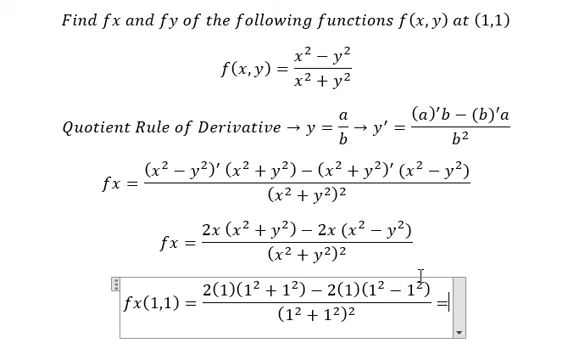 Find fx and fy of the following functions f(x,y) at (1,1)
f(x,y) = (x² − y²)/(x² + y²)
Quotient Rule of Derivative → y = a/b → y′ = ((a)′b − (b)′a)/b²
fx = ((x² − y²)′ (x² + y²) − (x² + y²)′ (x² − y²))/(x² + y²)²
fx = (2x (x² + y²) − 2x (x² − y²))/(x² + y²)²
fx(1,1) = (2(1)(1² + 1²) − 2(1)(1² − 1²))/(1² + 1²)² =